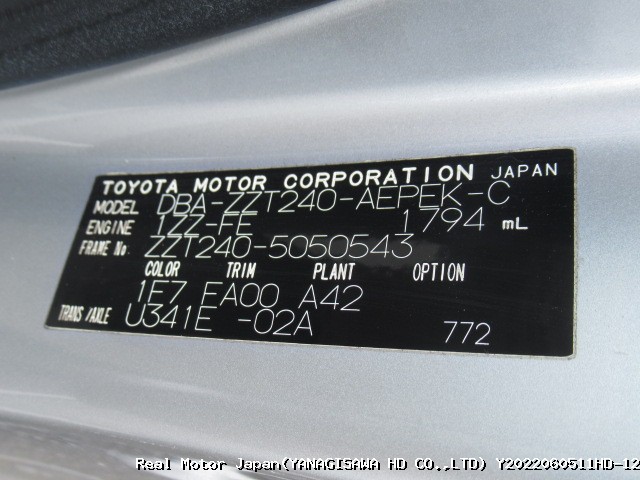 TOYOTA MOTOR CORPORATION JAPAN
MODEL DBA-ZZT240-AEPEK-C
ENGINE 1ZZ-FE 1794 mL
FRAME No. ZZT240-5050543
COLOR TRIM PLANT OPTION
1F7 FA00 A42
TRANS/AXLE U341E -02A 772
Real Motor Japan(YANAGISAWA HD CO.,LTD) Y2022060511HD-12